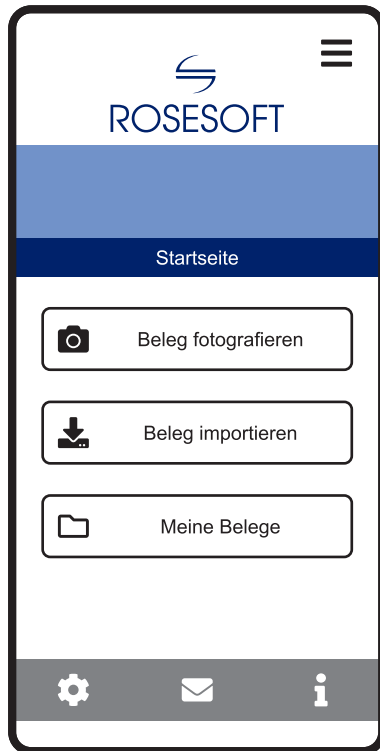 ROSESOFT
Startseite
Beleg fotografieren
Beleg importieren
Meine Belege